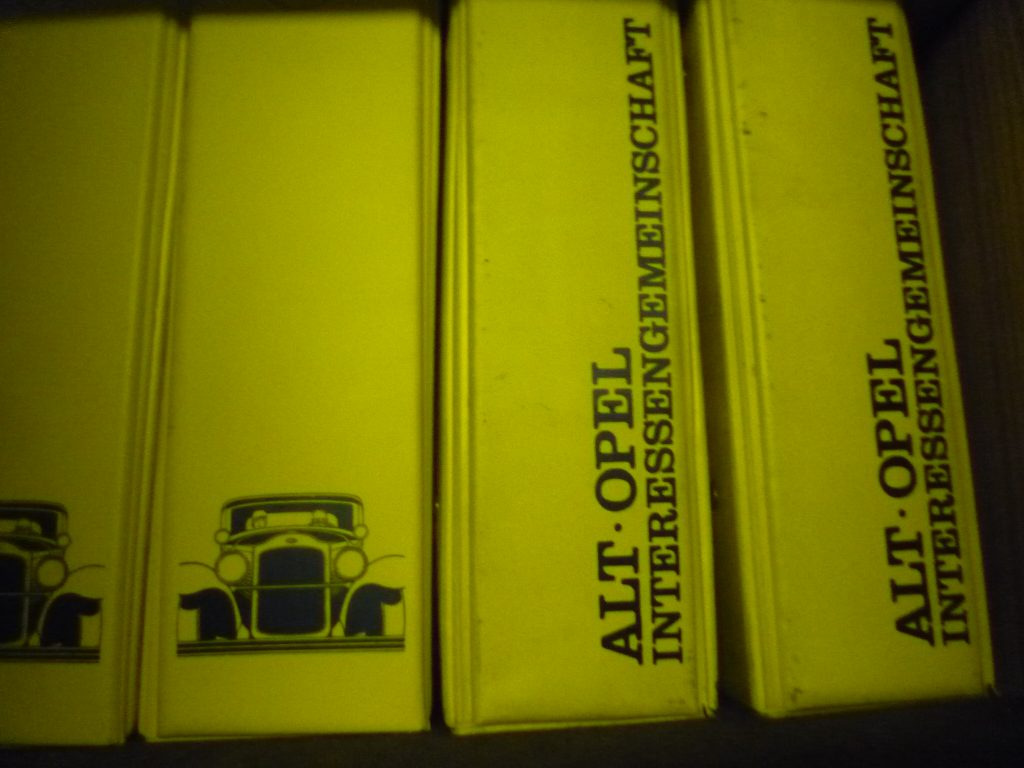 ALT · OPEL
INTERESSENGEMEINSCHAFT
ALT · OPEL
INTERESSENGEMEINSCHAFT